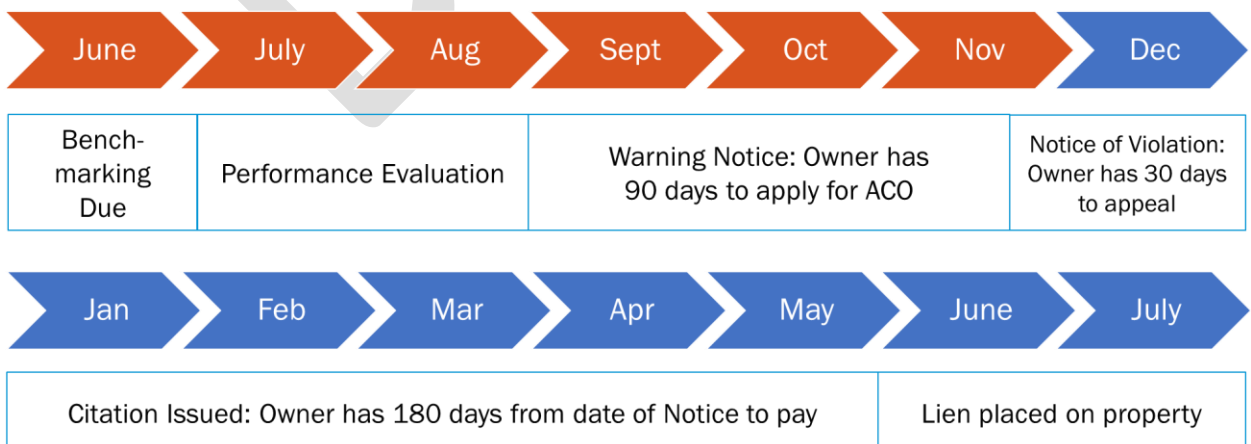 June July Aug Sept Oct Nov Dec
Bench-
marking
Due
Performance Evaluation
Warning Notice: Owner has
90 days to apply for ACO
Notice of Violation:
Owner has 30 days
to appeal
Jan Feb Mar Apr May June July
Citation Issued: Owner has 180 days from date of Notice to pay
Lien placed on property